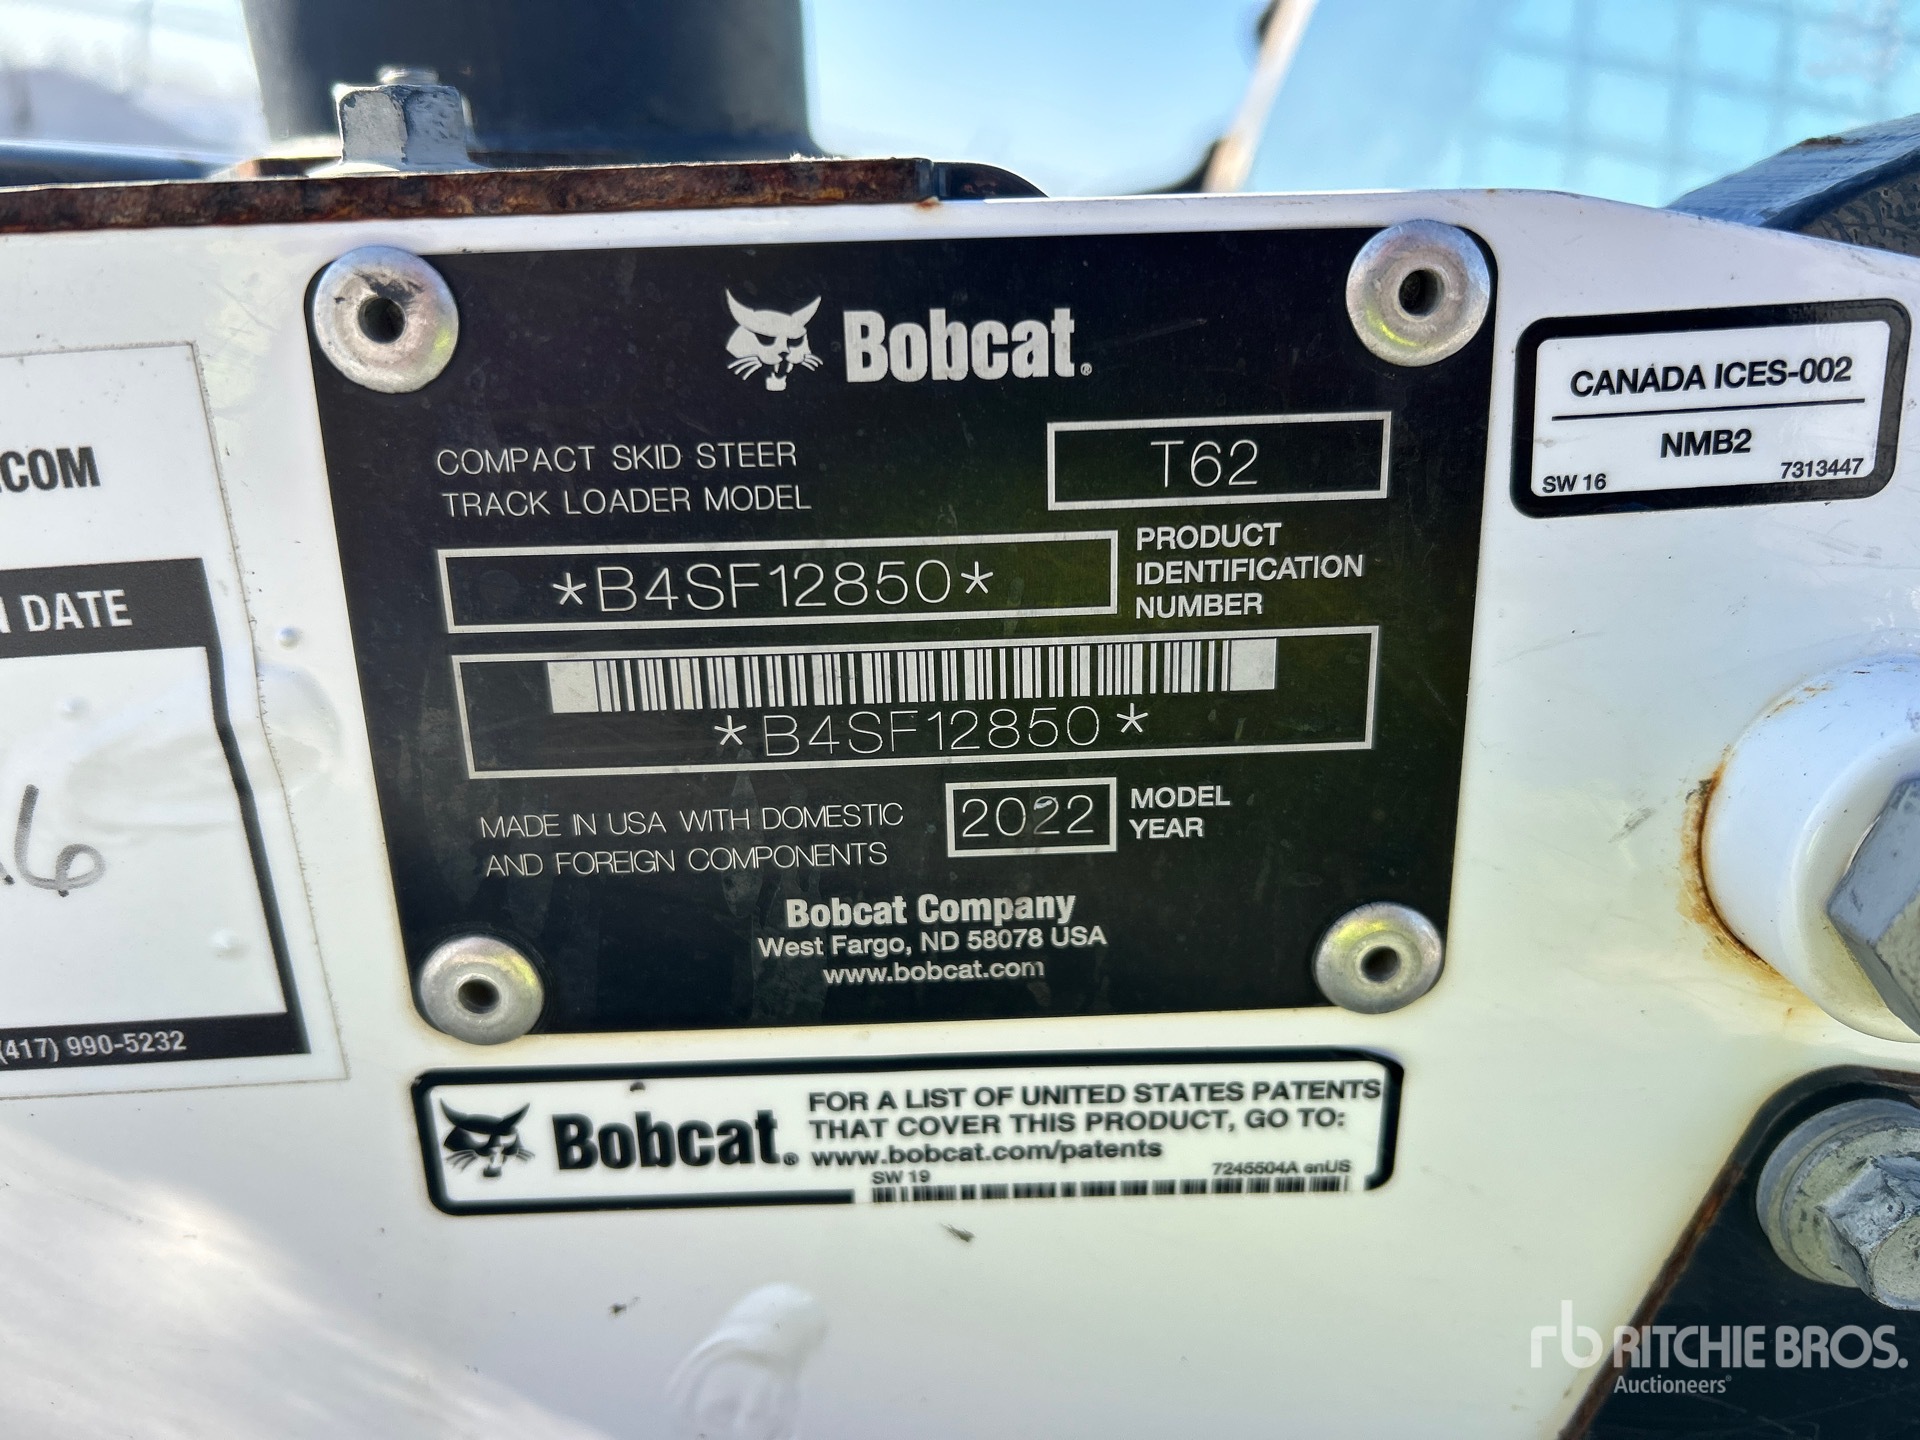 Bobcat®
COMPACT SKID STEER
TRACK LOADER MODEL
T62
*B4SF12850*
PRODUCT
IDENTIFICATION
NUMBER
*B4SF12850*
MADE IN USA WITH DOMESTIC
AND FOREIGN COMPONENTS
2022
MODEL
YEAR
Bobcat Company
West Fargo, ND 58078 USA
www.bobcat.com
CANADA ICES-002
NMB2
SW 16
7313447
.COM
DATE
6
(417) 990-5232
Bobcat®
FOR A LIST OF UNITED STATES PATENTS
THAT COVER THIS PRODUCT, GO TO:
www.bobcat.com/patents
SW 19
7245504A enUS
rb RITCHIE BROS.
Auctioneers®